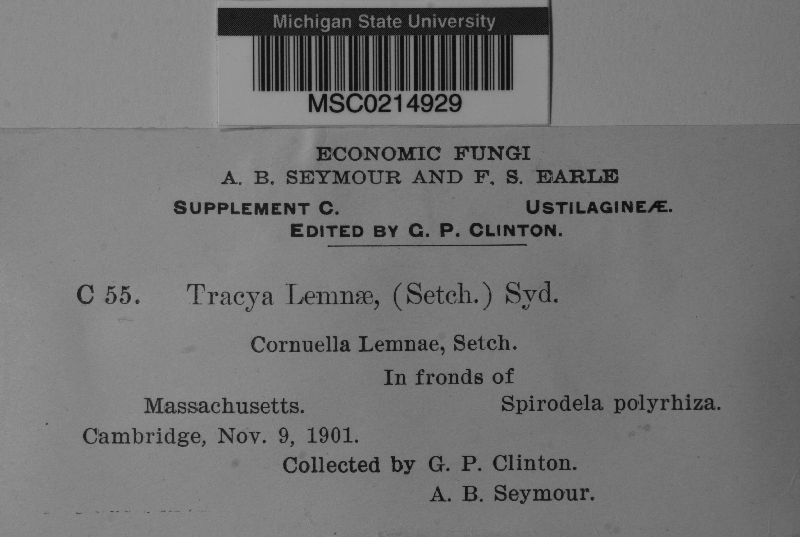 Michigan State University
MSC0214929
ECONOMIC FUNGI
A. B. SEYMOUR AND F. S. EARLE
SUPPLEMENT C. USTILAGINEÆ.
EDITED BY G. P. CLINTON.
C 55. Tracya Lemnæ, (Setch.) Syd.
Cornuella Lemnae, Setch.
In fronds of
Massachusetts. Spirodela polyrhiza.
Cambridge, Nov. 9, 1901.
Collected by G. P. Clinton.
A. B. Seymour.